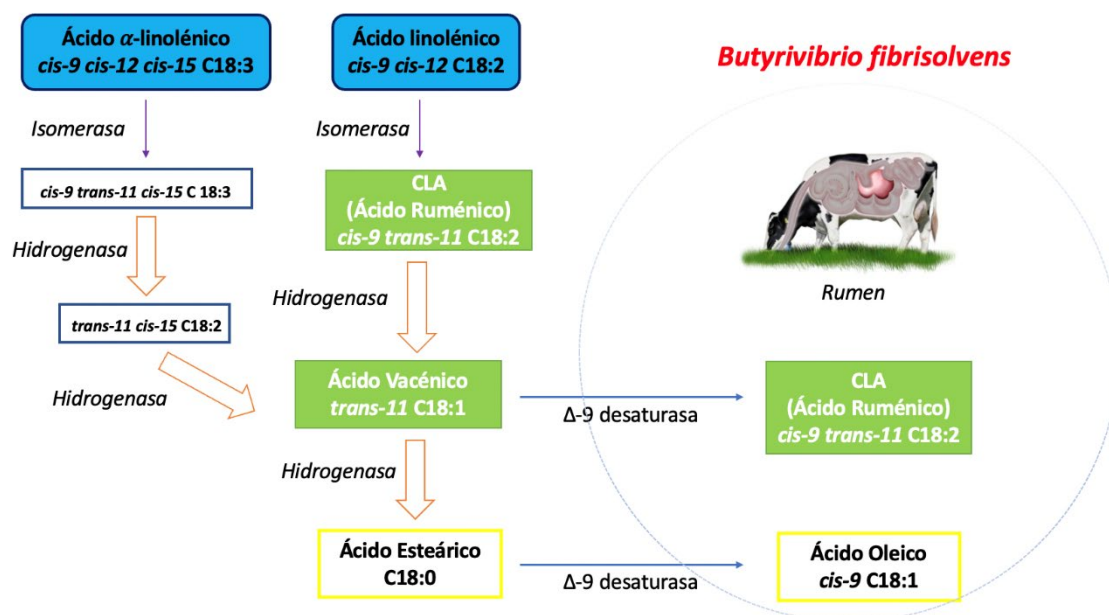 Ácido α-linolénico
cis-9 cis-12 cis-15 C18:3
Ácido linolénico
cis-9 cis-12 C18:2
Butyrivibrio fibrisolvens
Isomerasa
Isomerasa
cis-9 trans-11 cis-15 C 18:3
CLA
(Ácido Ruménico)
cis-9 trans-11 C18:2
Hidrogenasa
Hidrogenasa
Rumen
trans-11 cis-15 C18:2
Hidrogenasa
Ácido Vacénico
trans-11 C18:1
Δ-9 desaturasa
CLA
(Ácido Ruménico)
cis-9 trans-11 C18:2
Hidrogenasa
Ácido Esteárico
C18:0
Δ-9 desaturasa
Ácido Oleico
cis-9 C18:1